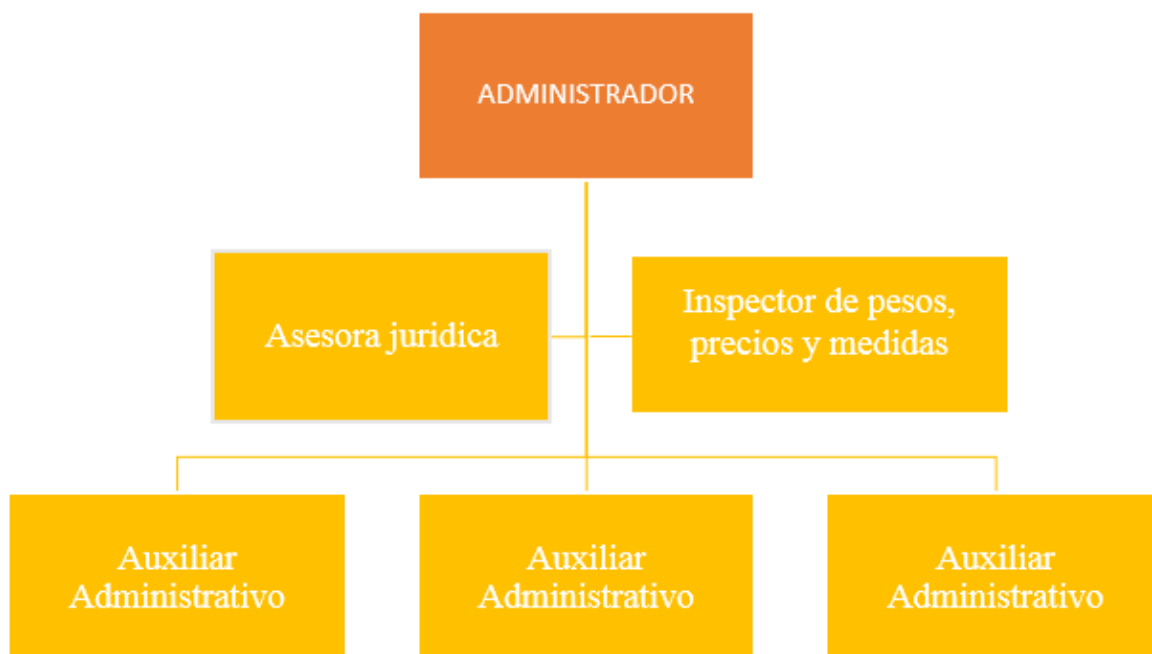 ADMINISTRADOR
Asesora juridica
Inspector de pesos,
precios y medidas
Auxiliar
Administrativo
Auxiliar
Administrativo
Auxiliar
Administrativo